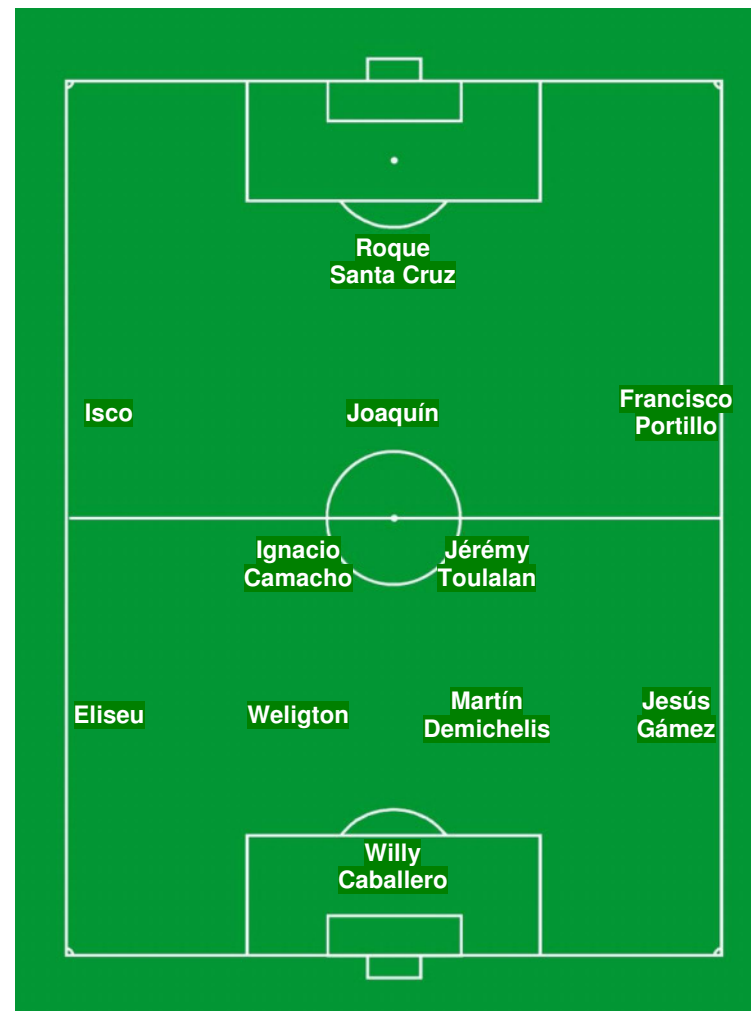 Roque
Santa Cruz
Isco
Joaquín
Francisco
Portillo
Ignacio
Camacho
Jérémy
Toulalan
Eliseu
Weligton
Martín
Demichelis
Jesús
Gámez
Willy
Caballero